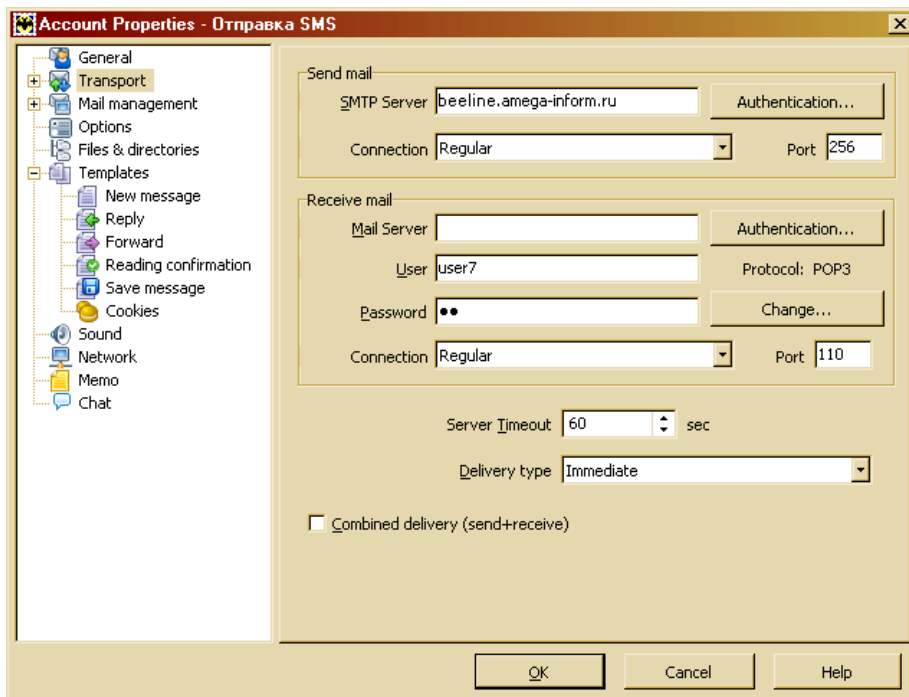 Account Properties - Отправка SMS
General
Transport
Mail management
Options
Files & directories
Templates
New message
Reply
Forward
Reading confirmation
Save message
Cookies
Sound
Network
Memo
Chat
Send mail
SMTP Server beeline.amega-inform.ru Authentication...
Connection Regular Port 256
Receive mail
Mail Server Authentication...
User user7 Protocol: POP3
Password ●● Change...
Connection Regular Port 110
Server Timeout 60 sec
Delivery type Immediate
Combined delivery (send+receive)
OK Cancel Help